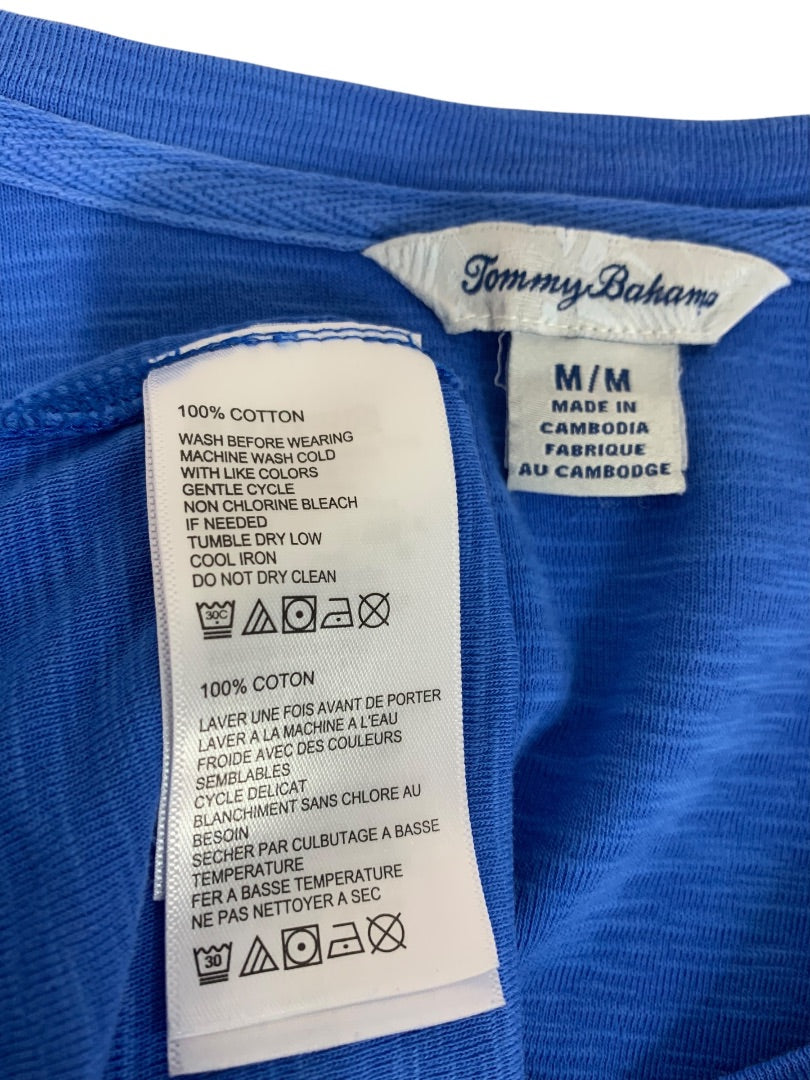 Tommy Bahama
M/M
MADE IN
CAMBODIA
FABRIQUE
AU CAMBODGE
100% COTTON
WASH BEFORE WEARING
MACHINE WASH COLD
WITH LIKE COLORS
GENTLE CYCLE
NON CHLORINE BLEACH
IF NEEDED
TUMBLE DRY LOW
COOL IRON
DO NOT DRY CLEAN
30C
100% COTON
LAVER UNE FOIS AVANT DE PORTER
LAVER A LA MACHINE A L'EAU
FROIDE AVEC DES COULEURS
SEMBLABLES
CYCLE DELICAT
BLANCHIMENT SANS CHLORE AU
BESOIN
SECHER PAR CULBUTAGE A BASSE
TEMPERATURE
FER A BASSE TEMPERATURE
NE PAS NETTOYER A SEC
30